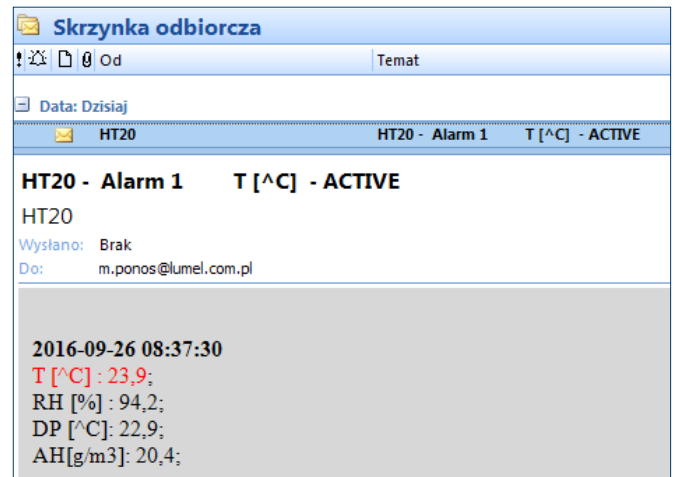 Skrzynka odbiorcza
! Od Temat
Data: Dzisiaj
HT20 HT20 - Alarm 1 T [^C] - ACTIVE
HT20 - Alarm 1 T [^C] - ACTIVE
HT20
Wysłano: Brak
Do: m.ponos@lumel.com.pl
2016-09-26 08:37:30
T [^C] : 23,9;
RH [%] : 94,2;
DP [^C]: 22,9;
AH[g/m3]: 20,4;